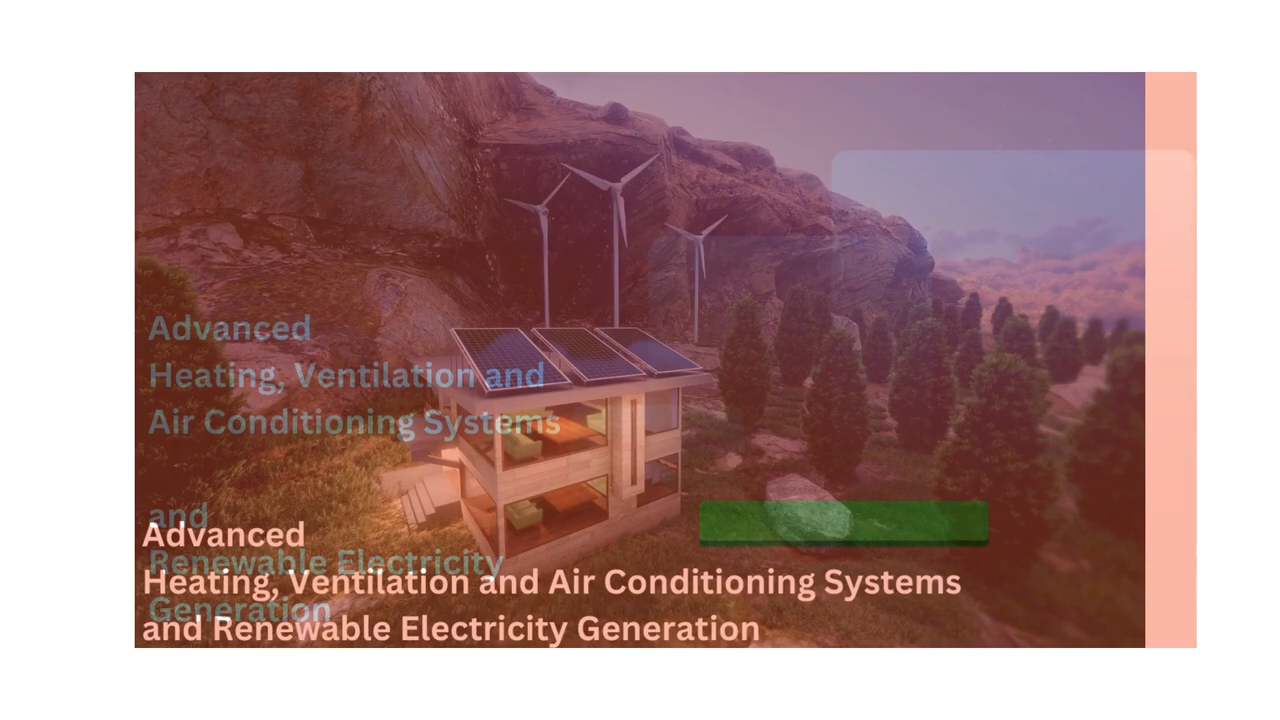 Advanced
Heating, Ventilation and
Air Conditioning Systems
and
Renewable Electricity
Generation
Advanced
Heating, Ventilation and Air Conditioning Systems
and Renewable Electricity Generation